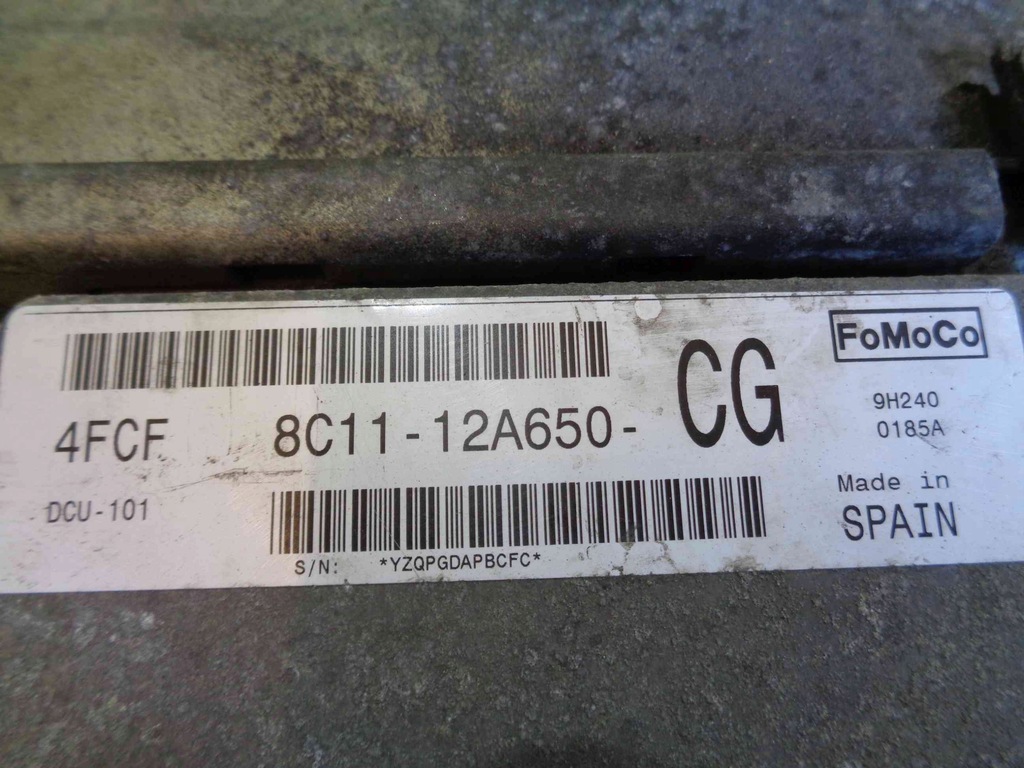 FoMoCo
4FCF 8C11-12A650- CG
9H240
0185A
DCU-101
Made in
SPAIN
S/N: *YZQPGDAPBCFC*